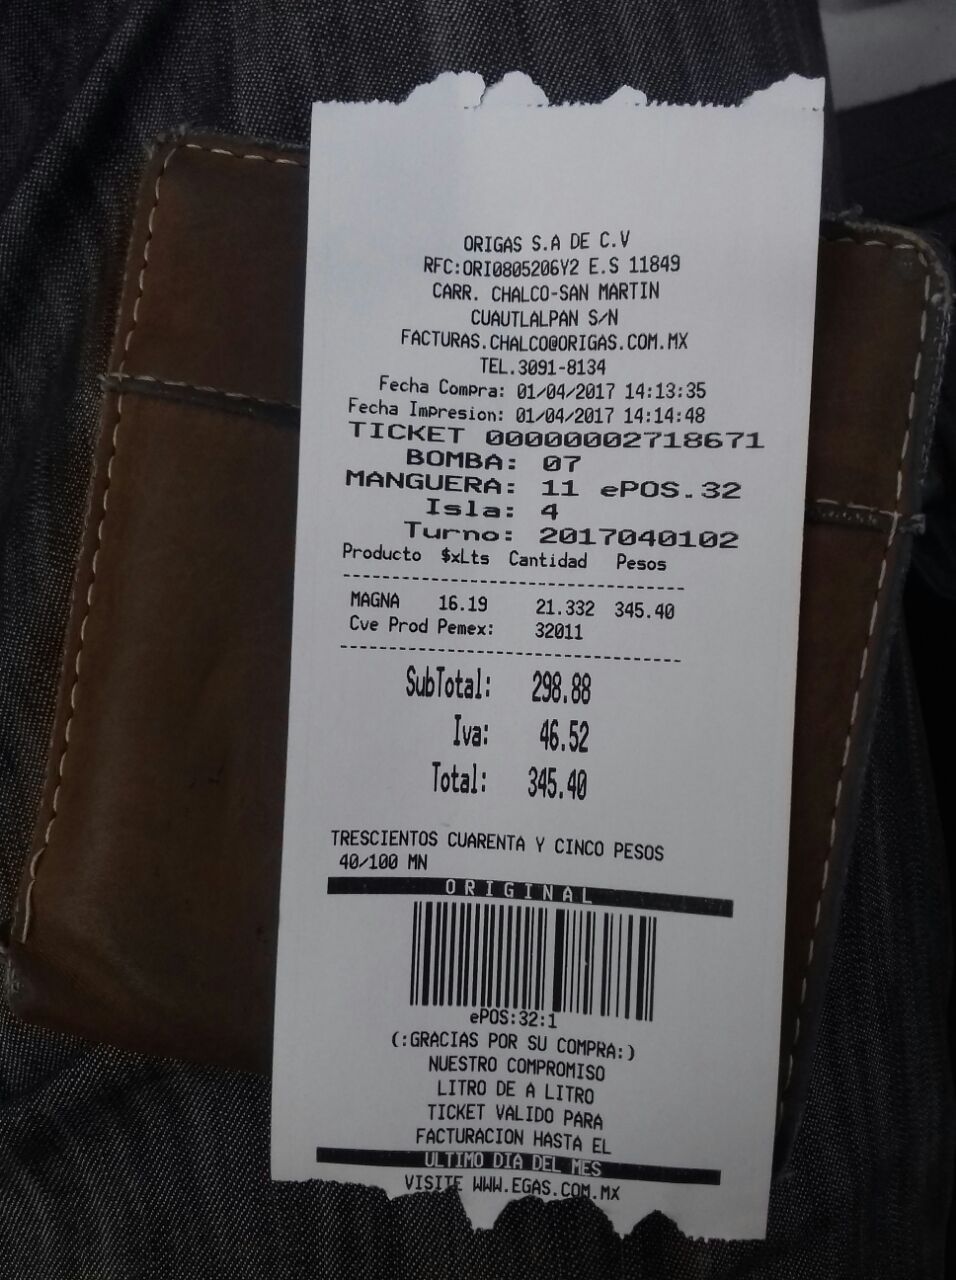 ORIGAS S.A DE C.V
RFC:ORI0805206Y2 E.S 11849
CARR. CHALCO-SAN MARTIN
CUAUTLALPAN S/N
FACTURAS.CHALCO@ORIGAS.COM.MX
TEL.3091-8134
Fecha Compra: 01/04/2017 14:13:35
Fecha Impresion: 01/04/2017 14:14:48
TICKET 00000002718671
BOMBA: 07
MANGUERA: 11 ePOS.32
Isla: 4
Turno: 2017040102
Producto $xLts Cantidad Pesos
MAGNA 16.19 21.332 345.40
Cve Prod Pemex: 32011
SubTotal: 298.88
Iva: 46.52
Total: 345.40
TRESCIENTOS CUARENTA Y CINCO PESOS
40/100 MN
ORIGINAL
ePOS:32:1
(:GRACIAS POR SU COMPRA:)
NUESTRO COMPROMISO
LITRO DE A LITRO
TICKET VALIDO PARA
FACTURACION HASTA EL
ULTIMO DIA DEL MES
VISITE WWW.EGAS.COM.MX